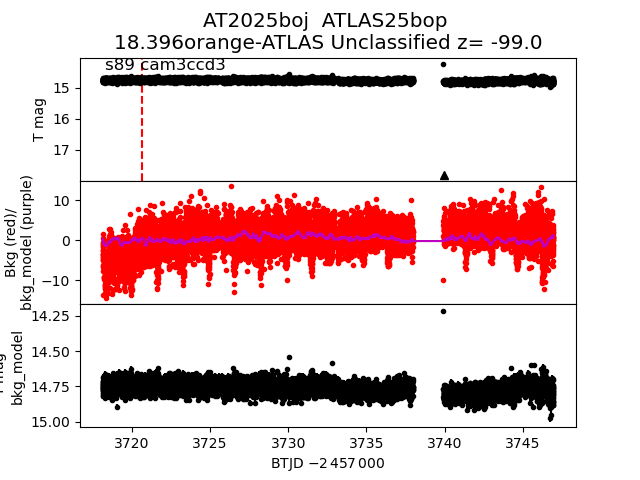 AT2025boj  ATLAS25bop
18.396orange-ATLAS Unclassified z= -99.0
s89 cam3ccd3
T mag
15
16
17
Bkg (red)/
bkg_model (purple)
10
0
−10
bkg_model
14.25
14.50
14.75
15.00
3720 3725 3730 3735 3740 3745
BTJD −2 457 000